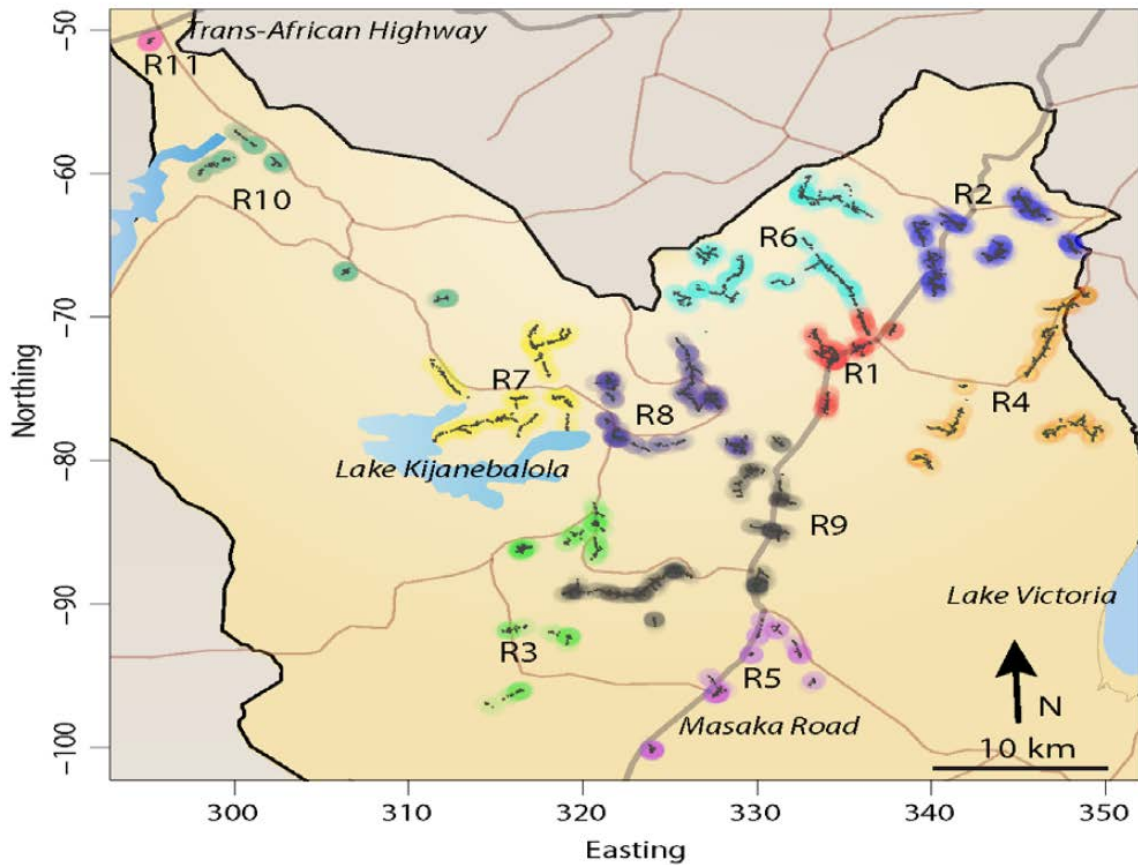 −50
Trans-African Highway
R11
−60
R10
R2
R6
−70
R1
R7
R4
R8
Northing
−80
Lake Kijanebalola
R9
−90
Lake Victoria
R3
R5
N
Masaka Road
−100
10 km
300
310
320
330
340
350
Easting